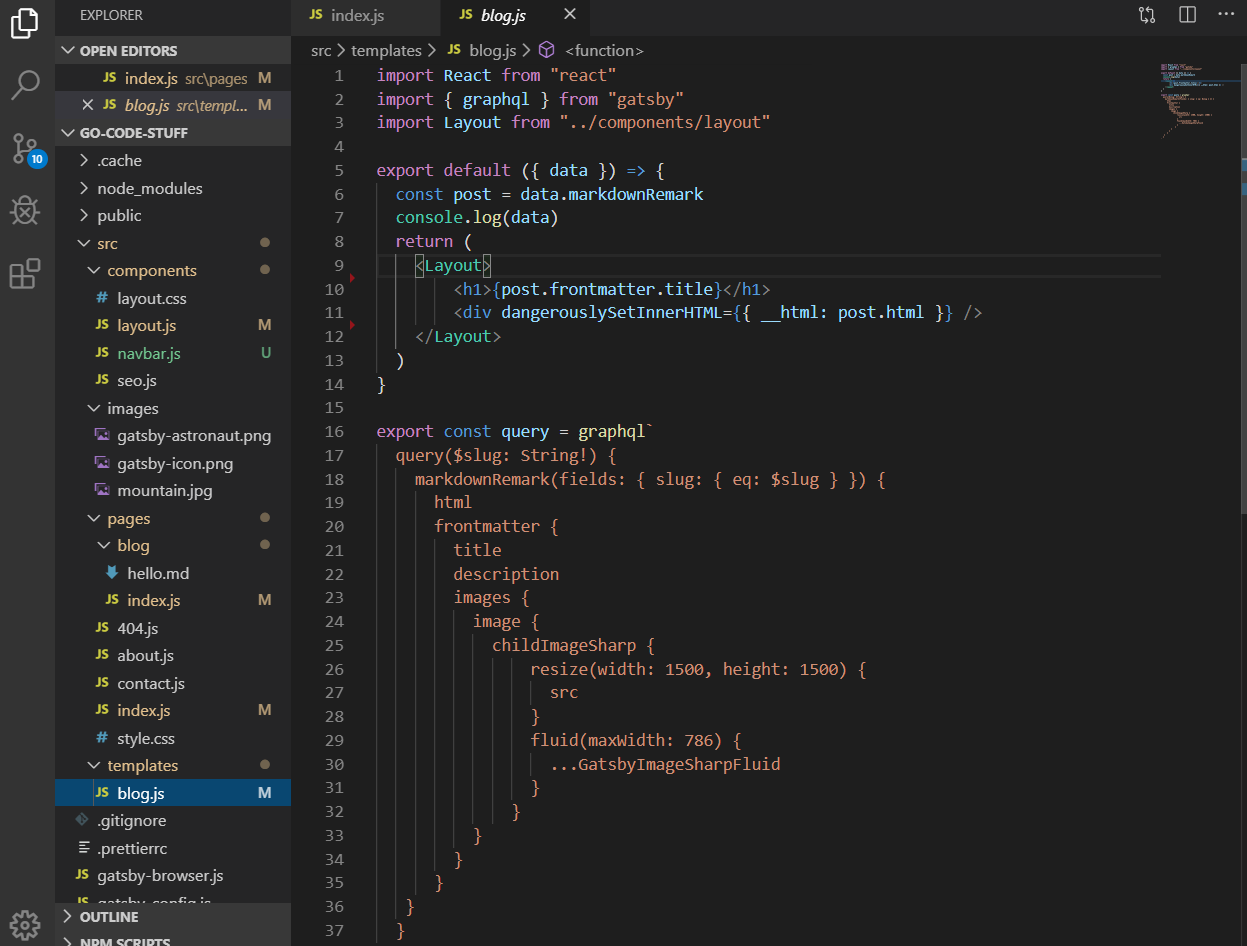 EXPLORER
OPEN EDITORS
JS index.js src\pages M
JS blog.js src\templ... M
GO-CODE-STUFF
.cache
node_modules
public
src
components
# layout.css
JS layout.js M
JS navbar.js U
JS seo.js
images
gatsby-astronaut.png
gatsby-icon.png
mountain.jpg
pages
blog
hello.md
JS index.js M
JS 404.js
JS about.js
JS contact.js
JS index.js M
# style.css
templates
JS blog.js M
.gitignore
.prettierrc
JS gatsby-browser.js
JS gatsby-config.js
OUTLINE
NPM SCRIPTS
10
JS index.js
JS blog.js
src > templates > JS blog.js > <function>
1 import React from "react"
2 import { graphql } from "gatsby"
3 import Layout from "../components/layout"
4
5 export default ({ data }) => {
6 const post = data.markdownRemark
7 console.log(data)
8 return (
9 <Layout>
10 <h1>{post.frontmatter.title}</h1>
11 <div dangerouslySetInnerHTML={{ __html: post.html }} />
12 </Layout>
13 )
14 }
15
16 export const query = graphql`
17 query($slug: String!) {
18 markdownRemark(fields: { slug: { eq: $slug } }) {
19 html
20 frontmatter {
21 title
22 description
23 images {
24 image {
25 childImageSharp {
26 resize(width: 1500, height: 1500) {
27 src
28 }
29 fluid(maxWidth: 786) {
30 ...GatsbyImageSharpFluid
31 }
32 }
33 }
34 }
35 }
36 }
37 }